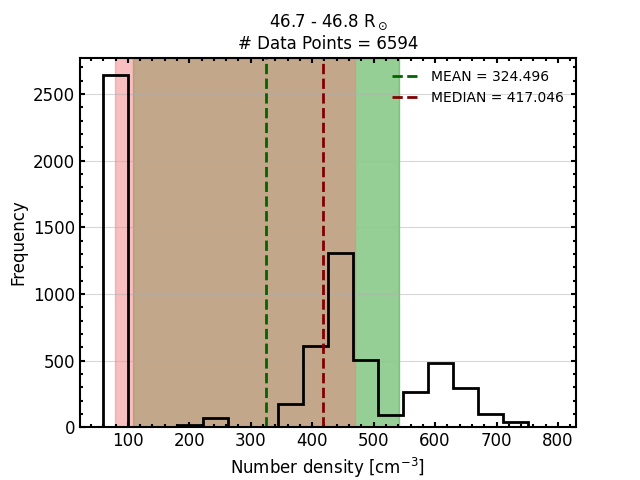 46.7 - 46.8 R⊙
# Data Points = 6594
MEAN = 324.496
MEDIAN = 417.046
Frequency
2500
2000
1500
1000
500
0
100 200 300 400 500 600 700 800
Number density [cm⁻³]